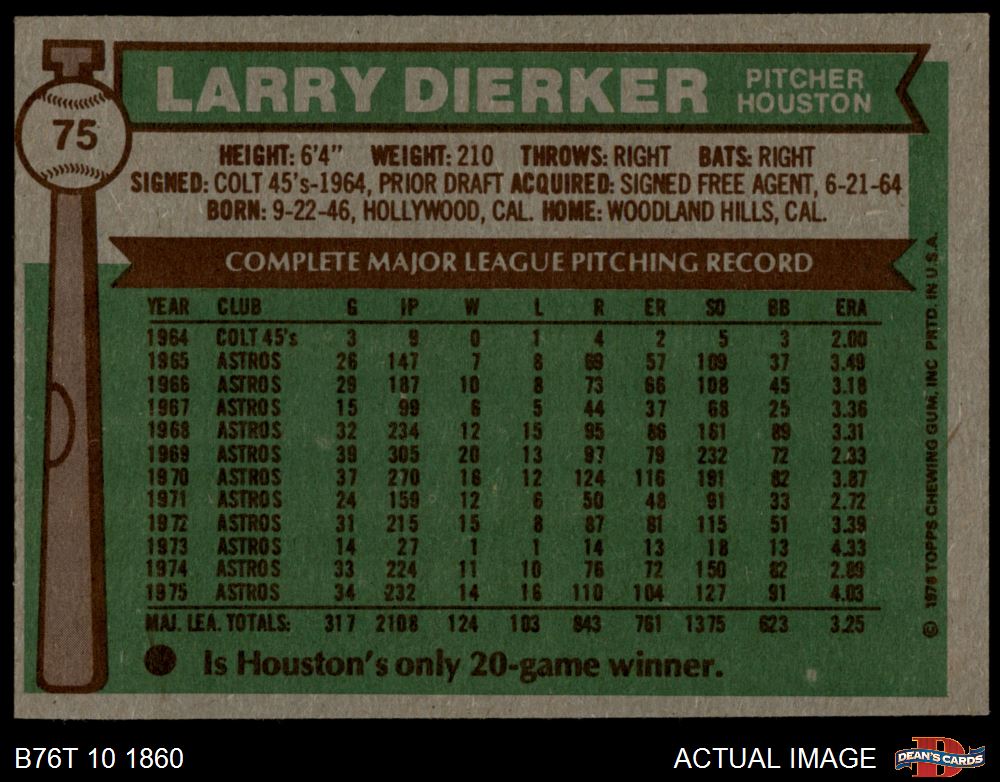 LARRY DIERKER PITCHER HOUSTON
75
HEIGHT: 6'4" WEIGHT: 210 THROWS: RIGHT BATS: RIGHT
SIGNED: COLT 45's-1964, PRIOR DRAFT ACQUIRED: SIGNED FREE AGENT, 6-21-64
BORN: 9-22-46, HOLLYWOOD, CAL. HOME: WOODLAND HILLS, CAL.
COMPLETE MAJOR LEAGUE PITCHING RECORD
YEAR CLUB G IP W L R ER SO BB ERA
1964 COLT 45's 3 9 0 1 4 2 5 3 2.00
1965 ASTROS 26 147 7 8 69 57 109 37 3.49
1966 ASTROS 29 187 10 8 73 66 108 45 3.18
1967 ASTROS 15 99 6 5 44 37 68 25 3.36
1968 ASTROS 32 234 12 15 95 86 161 89 3.31
1969 ASTROS 39 305 20 13 97 79 232 72 2.33
1970 ASTROS 37 270 16 12 124 116 191 82 3.87
1971 ASTROS 24 159 12 6 50 48 91 33 2.72
1972 ASTROS 31 215 15 8 87 81 115 51 3.39
1973 ASTROS 14 27 1 1 14 13 18 13 4.33
1974 ASTROS 33 224 11 10 76 72 150 82 2.89
1975 ASTROS 34 232 14 16 110 104 127 91 4.03
MAJ. LEA. TOTALS: 317 2108 124 103 843 761 1375 623 3.25
Is Houston's only 20-game winner.
© 1976 TOPPS CHEWING GUM, INC PRTD. IN U.S.A.
B76T 10 1860
ACTUAL IMAGE
DEAN'S CARDS